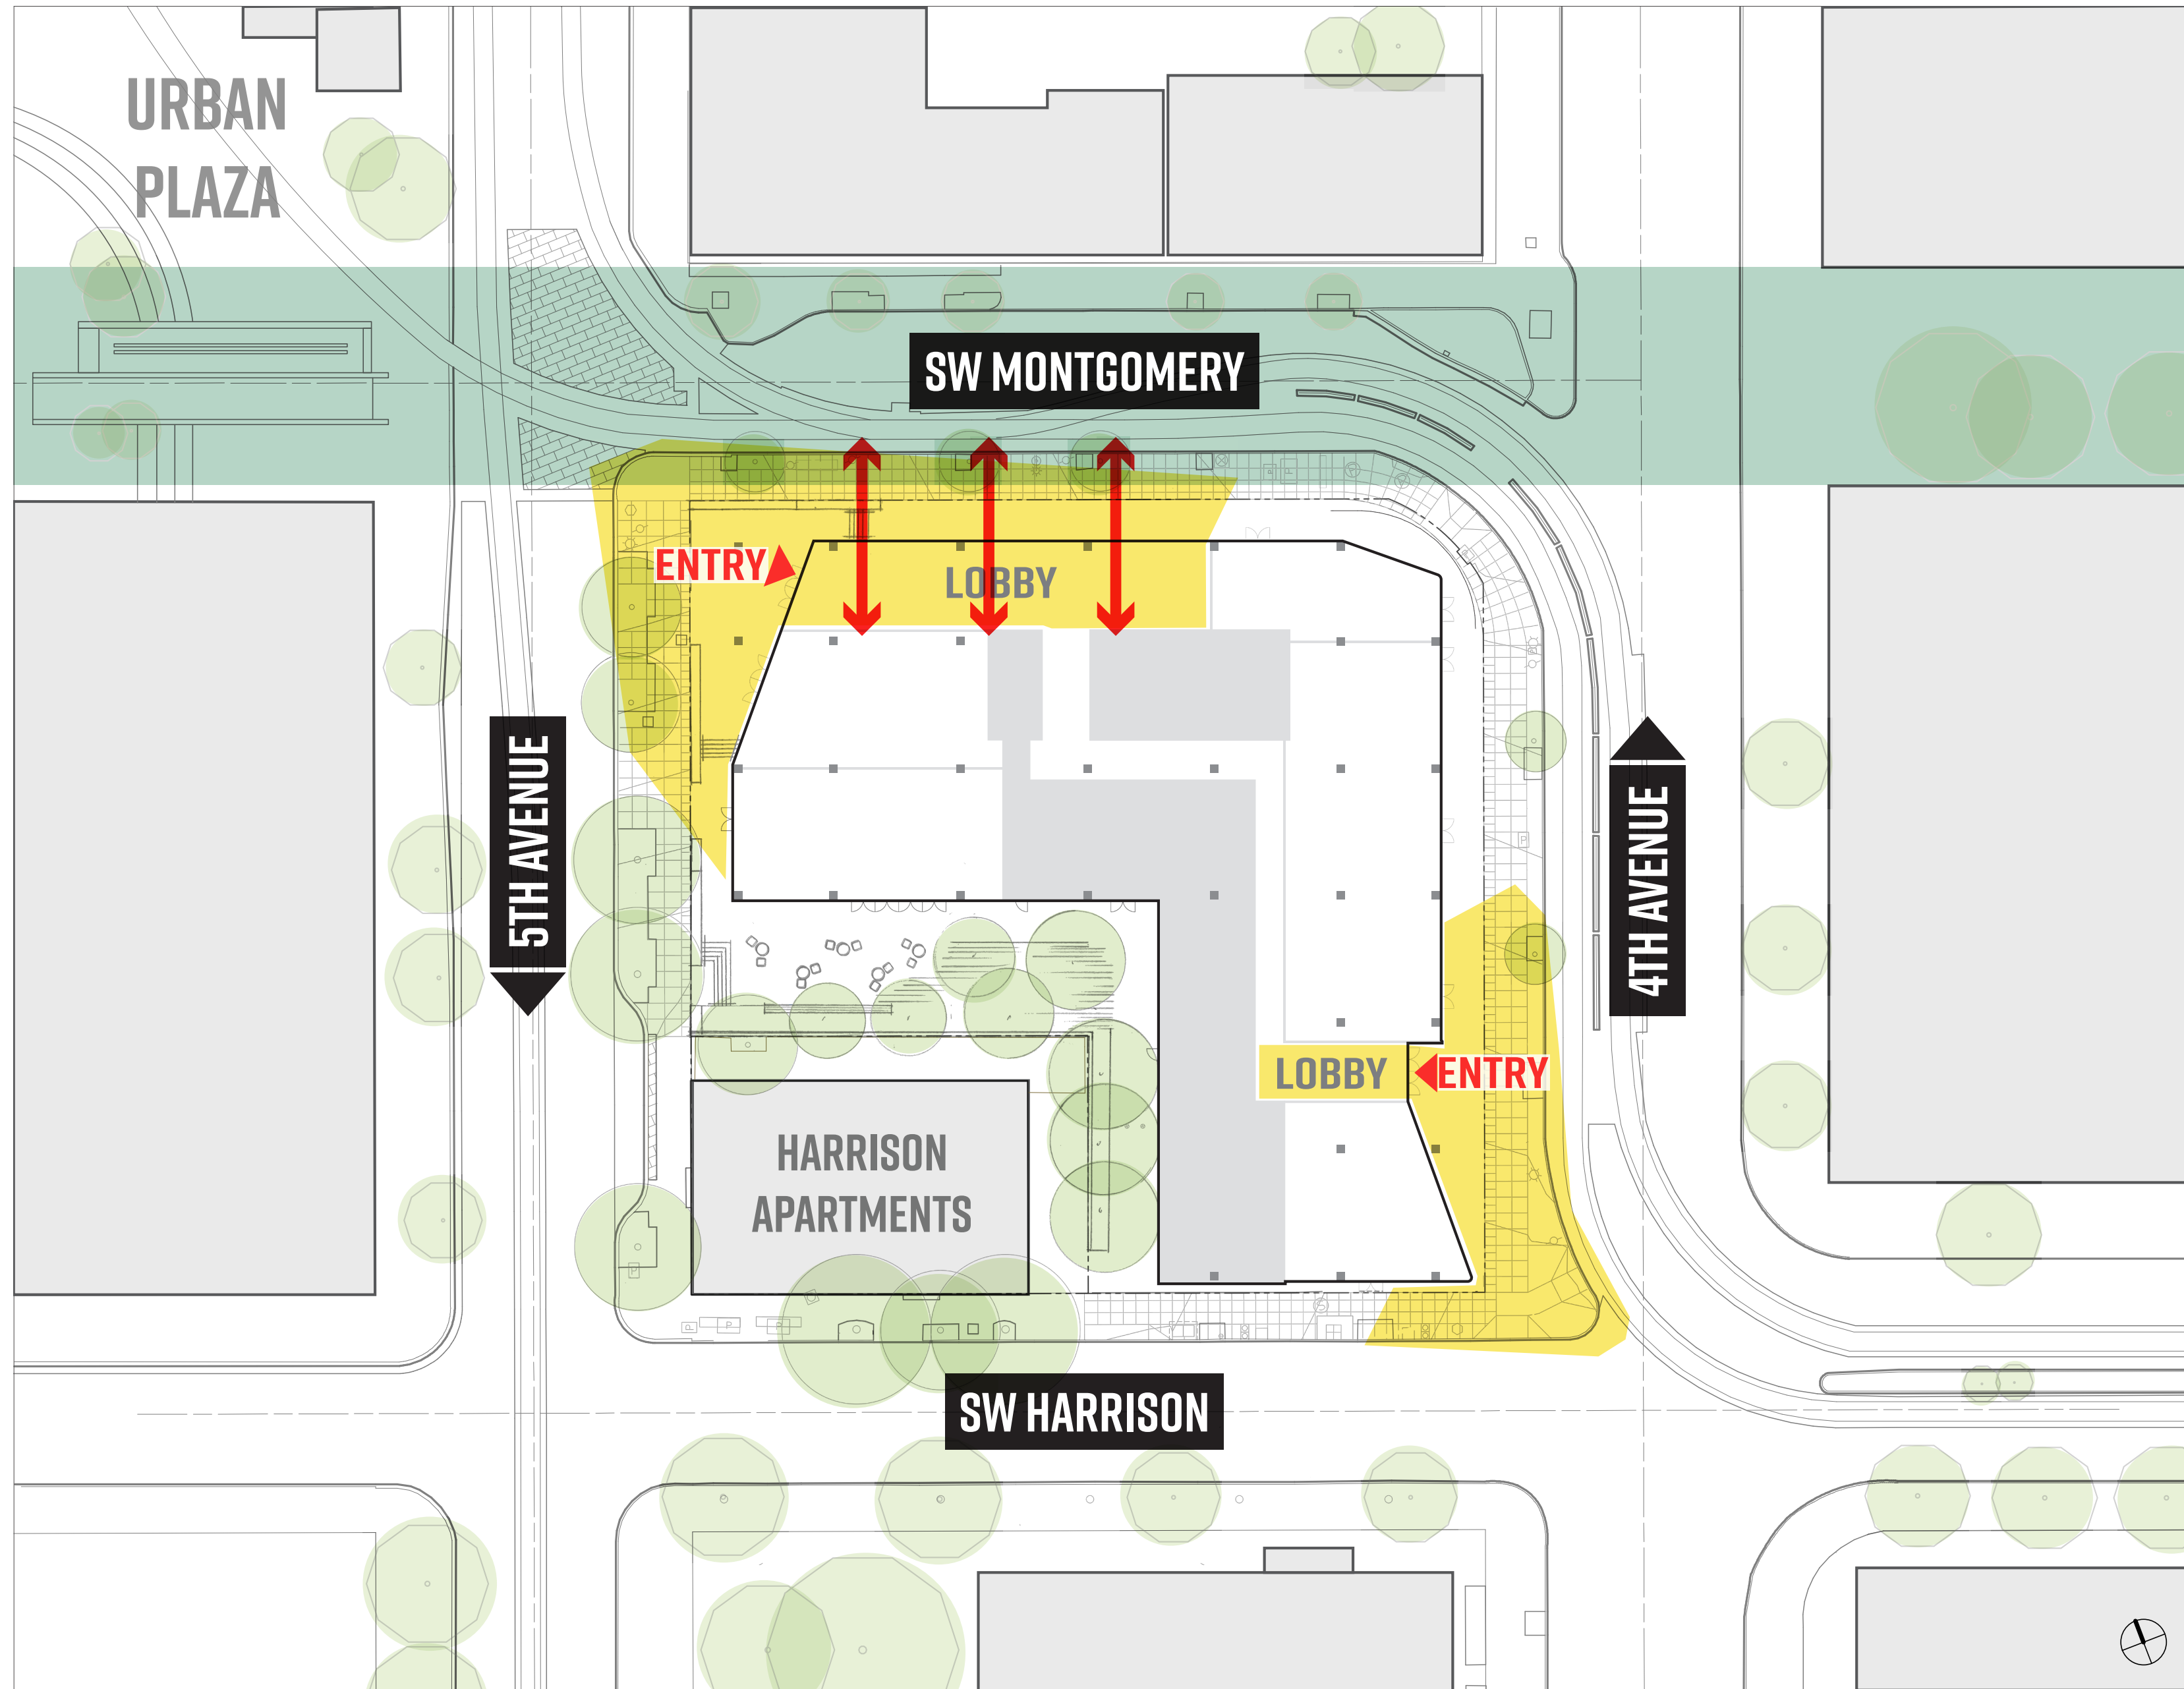 URBAN
PLAZA
SW MONTGOMERY
ENTRY
LOBBY
5TH AVENUE
4TH AVENUE
LOBBY
ENTRY
HARRISON
APARTMENTS
SW HARRISON